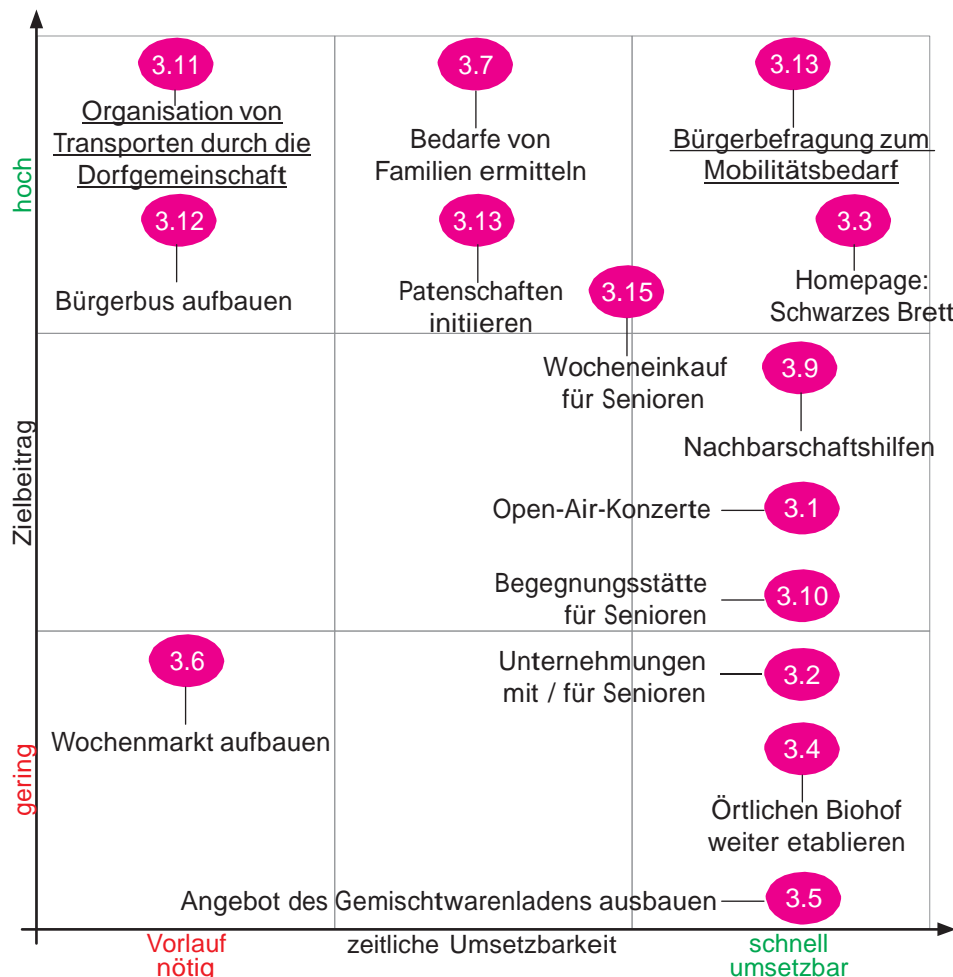 3.11
Organisation von
Transporten durch die
Dorfgemeinschaft
3.7
Bedarfe von
Familien ermitteln
3.13
Bürgerbefragung zum
Mobilitätsbedarf
hoch
3.12
Bürgerbus aufbauen
3.13
Patenschaften
initiieren
3.15
Wocheneinkauf
für Senioren
3.3
Homepage:
Schwarzes Brett
3.9
Nachbarschaftshilfen
Zielbeitrag
Open-Air-Konzerte
3.1
Begegnungsstätte
für Senioren
3.10
3.6
Wochenmarkt aufbauen
Unternehmungen
mit / für Senioren
3.2
gering
3.4
Örtlichen Biohof
weiter etablieren
Angebot des Gemischtwarenladens ausbauen
3.5
Vorlauf
nötig
zeitliche Umsetzbarkeit
schnell
umsetzbar